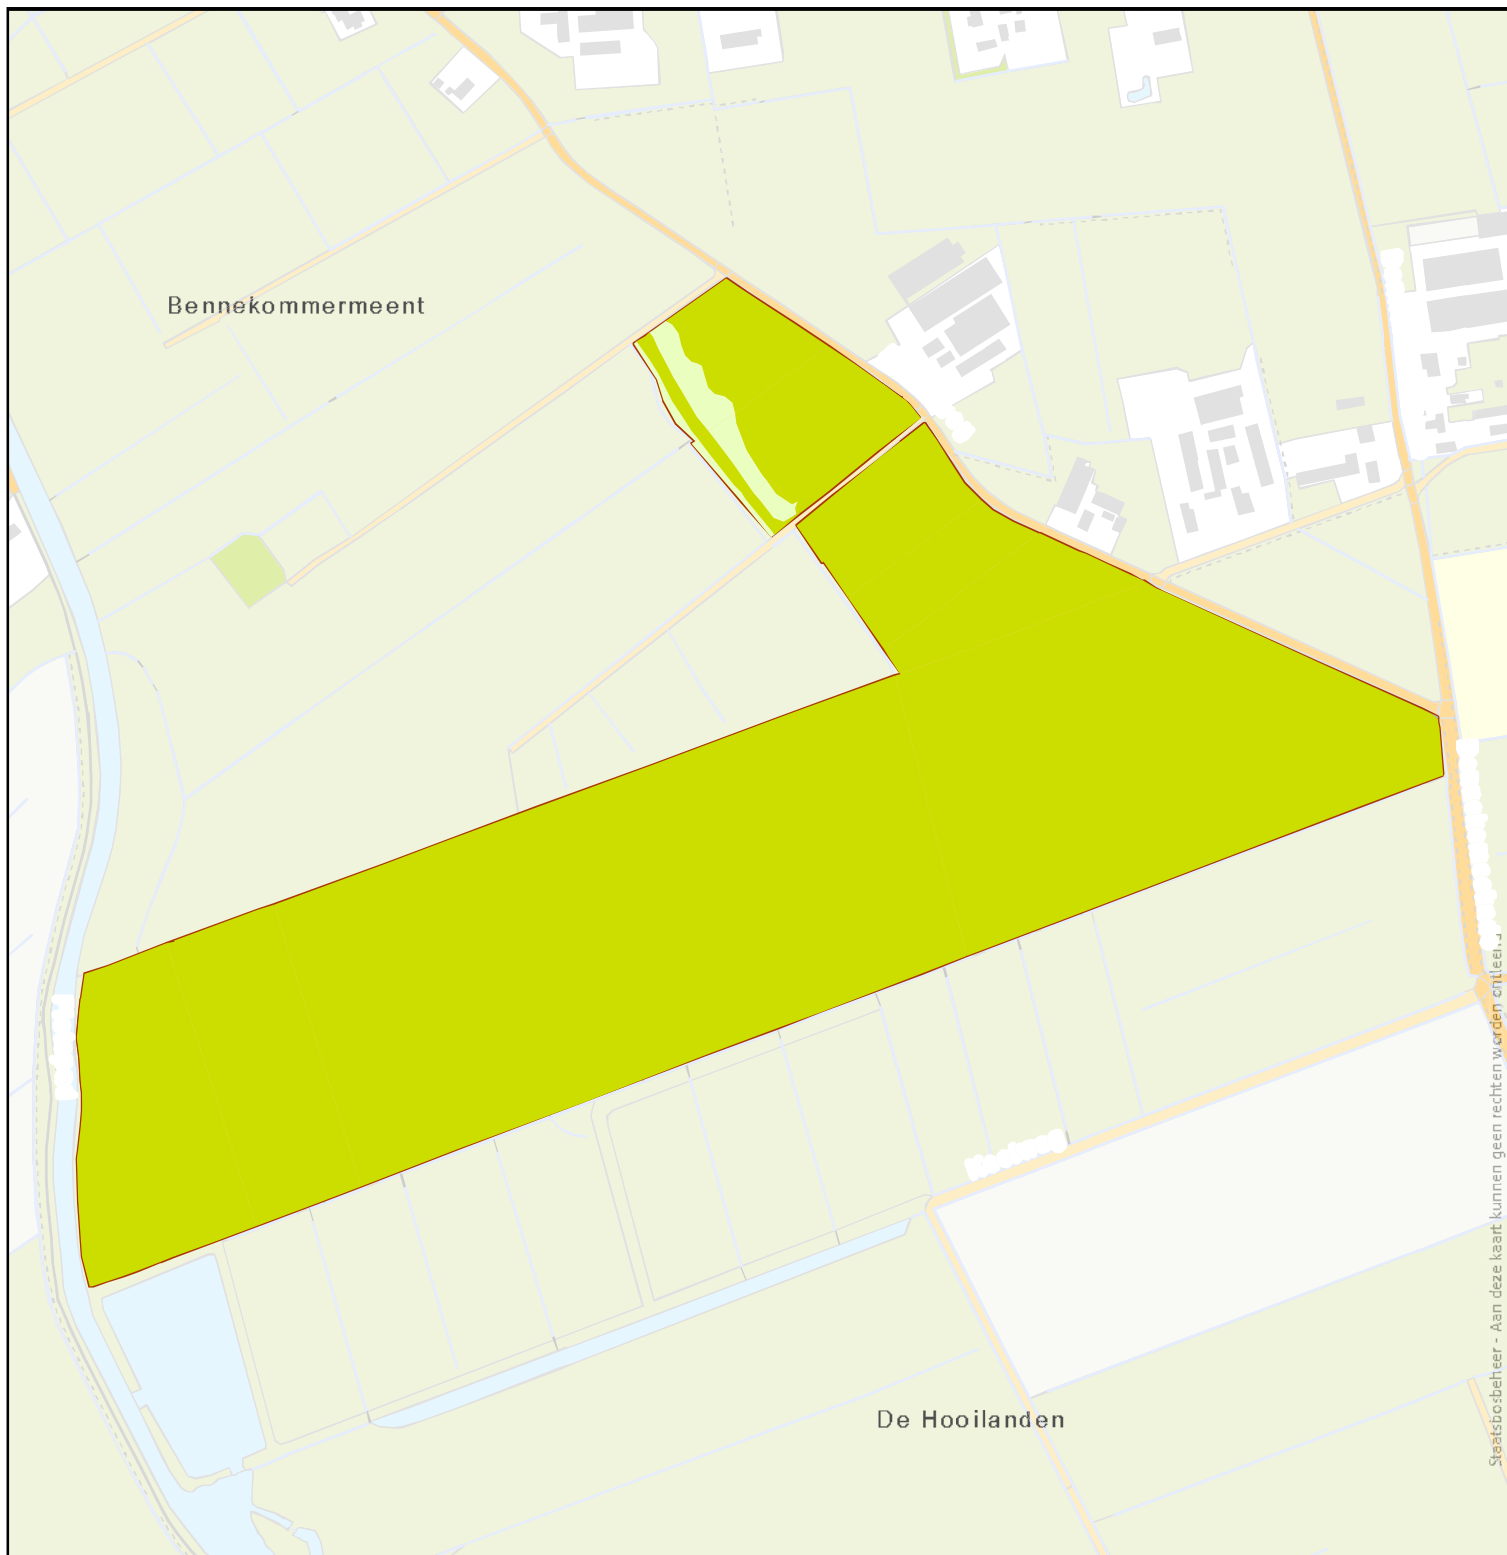 Bennekommermeent
De Hooilanden
Staatsbosbeheer - Aan deze kaart kunnen geen rechten worden ontleend